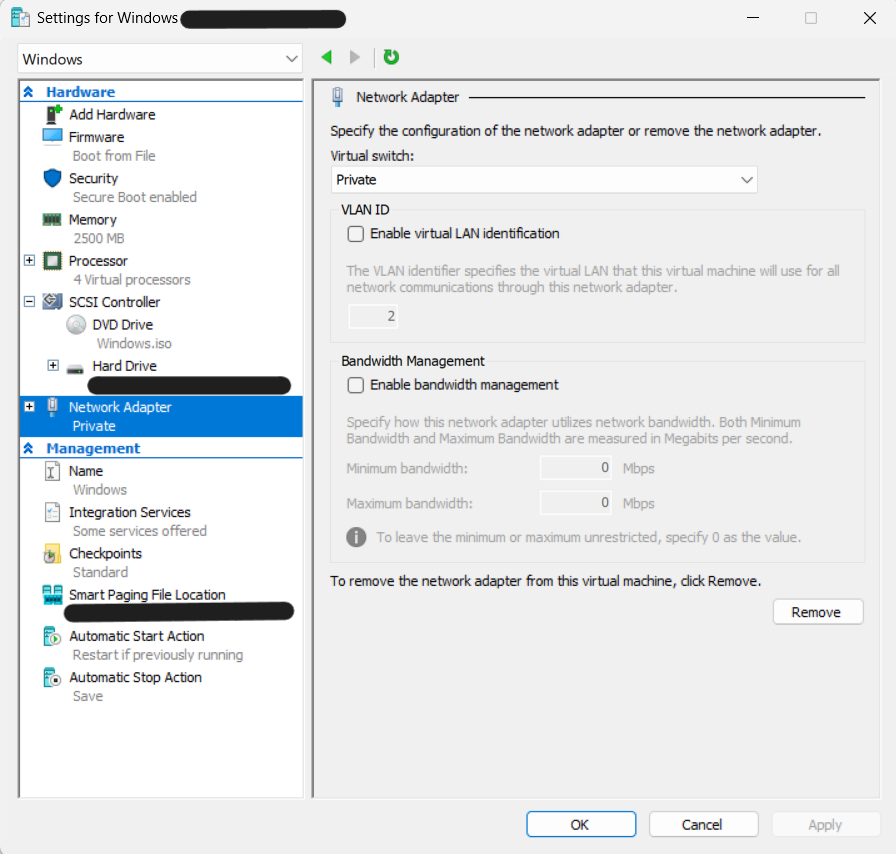 Settings for Windows
Windows
Hardware
Add Hardware
Firmware
Boot from File
Security
Secure Boot enabled
Memory
2500 MB
Processor
4 Virtual processors
SCSI Controller
DVD Drive
Windows.iso
Hard Drive
Network Adapter
Private
Management
Name
Windows
Integration Services
Some services offered
Checkpoints
Standard
Smart Paging File Location
Automatic Start Action
Restart if previously running
Automatic Stop Action
Save
Network Adapter
Specify the configuration of the network adapter or remove the network adapter.
Virtual switch:
Private
VLAN ID
Enable virtual LAN identification
The VLAN identifier specifies the virtual LAN that this virtual machine will use for all
network communications through this network adapter.
2
Bandwidth Management
Enable bandwidth management
Specify how this network adapter utilizes network bandwidth. Both Minimum
Bandwidth and Maximum Bandwidth are measured in Megabits per second.
Minimum bandwidth: 0 Mbps
Maximum bandwidth: 0 Mbps
To leave the minimum or maximum unrestricted, specify 0 as the value.
To remove the network adapter from this virtual machine, click Remove.
Remove
OK Cancel Apply